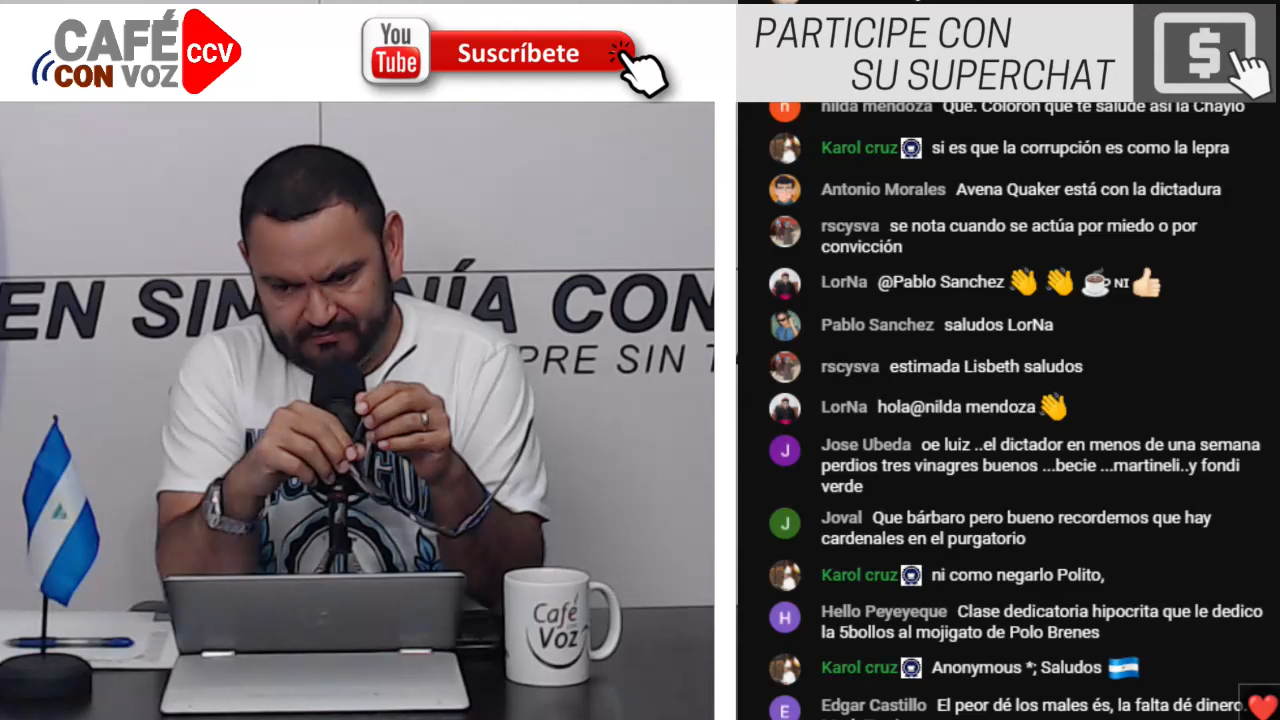 CAFÉ
CON VOZ
CCV
You
Tube
Suscríbete
PARTICIPE CON
SU SUPERCHAT
$
EN SIN NÍA CON
PRE SIN T
Café
Voz
nilda mendoza Que. Coloron que te salude asi la Chayio
Karol cruz si es que la corrupción es como la lepra
Antonio Morales Avena Quaker está con la dictadura
rscysva se nota cuando se actúa por miedo o por
convicción
LorNa @Pablo Sanchez 👋 👋 ☕ NI 👍
Pablo Sanchez saludos LorNa
rscysva estimada Lisbeth saludos
LorNa hola@nilda mendoza 👋
J Jose Ubeda oe luiz ..el dictador en menos de una semana
perdios tres vinagres buenos ...becie ...martineli..y fondi
verde
J Joval Que bárbaro pero bueno recordemos que hay
cardenales en el purgatorio
Karol cruz ni como negarlo Polito,
H Hello Peyeyeque Clase dedicatoria hipocrita que le dedico
la 5bollos al mojigato de Polo Brenes
Karol cruz Anonymous *; Saludos 🇳🇮
E Edgar Castillo El peor dé los males és, la falta dé dinero.